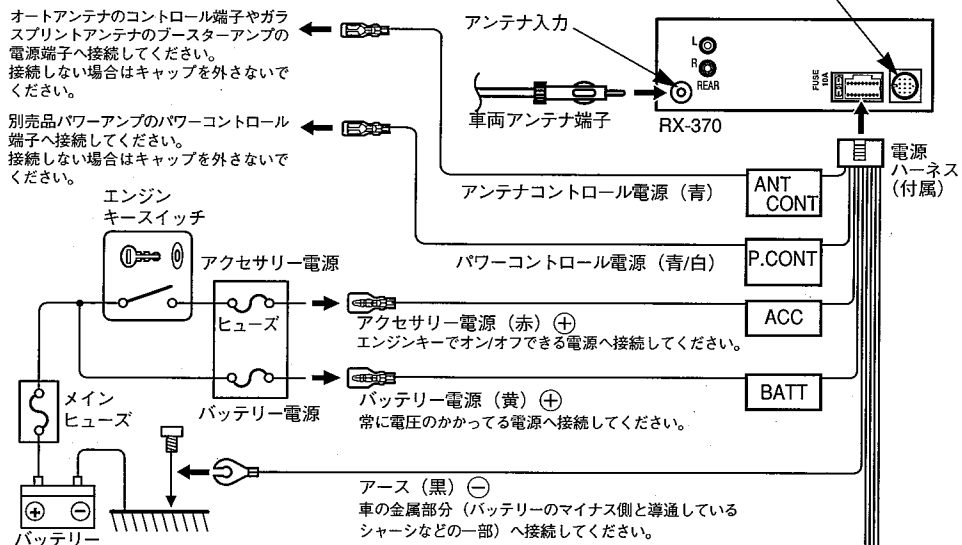 オートアンテナのコントロール端子やガラ
スプリントアンテナのブースターアンプの
電源端子へ接続してください。
接続しない場合はキャップを外さないで
ください。
アンテナ入力
L
R
REAR
FUSE
10A
車両アンテナ端子
RX-370
別売品パワーアンプのパワーコントロール
端子へ接続してください。
接続しない場合はキャップを外さないで
ください。
電源
ハーネス
(付属)
アンテナコントロール電源(青)
ANT
CONT
エンジン
キースイッチ
パワーコントロール電源(青/白)
P.CONT
アクセサリー電源
ヒューズ
アクセサリー電源(赤)⊕
エンジンキーでオン/オフできる電源へ接続してください。
ACC
バッテリー電源
バッテリー電源(黄)⊕
常に電圧のかかってる電源へ接続してください。
BATT
メイン
ヒューズ
アース(黒)⊖
車の金属部分(バッテリーのマイナス側と導通している
シャーシなどの一部)へ接続してください。
⊕ ⊖
バッテリー